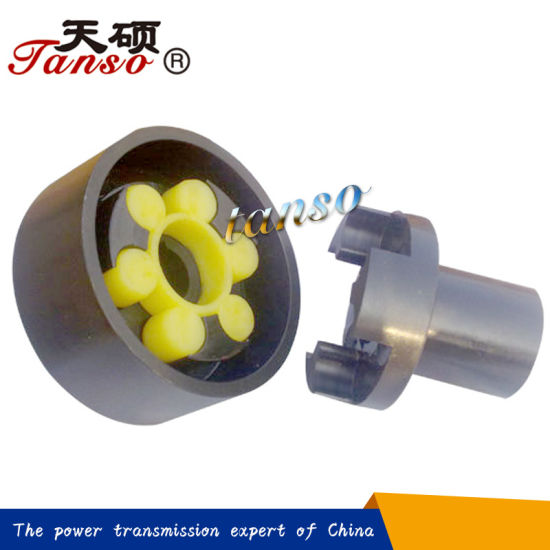 天硕
Tanso®
tanso
The power transmission expert of China